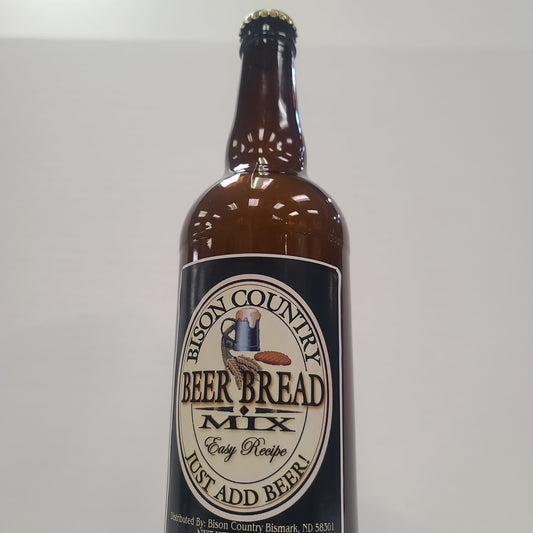 BISON COUNTRY
BEER BREAD
MIX
Easy Recipe
JUST ADD BEER!
Distributed By: Bison Country Bismark, ND 58301